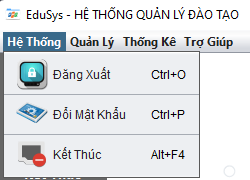 EduSys - HỆ THỐNG QUẢN LÝ ĐÀO TẠO
Hệ Thống Quản Lý Thống Kê Trợ Giúp
Đăng Xuất Ctrl+O
Đổi Mật Khẩu Ctrl+P
Kết Thúc Alt+F4